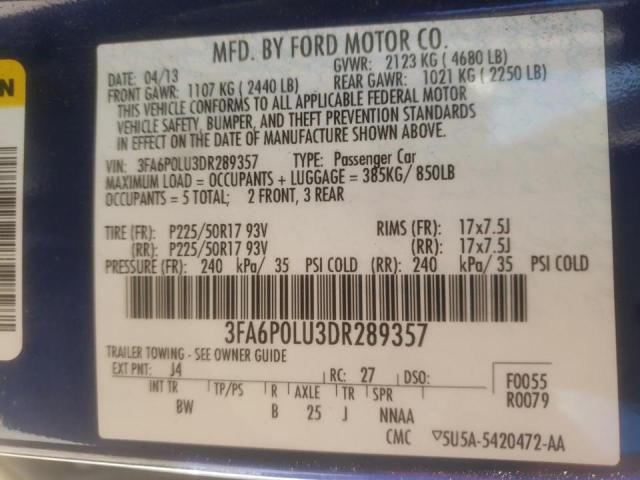 MFD. BY FORD MOTOR CO.
DATE: 04/13 GVWR: 2123 KG ( 4680 LB)
FRONT GAWR: 1107 KG ( 2440 LB) REAR GAWR: 1021 KG ( 2250 LB)
THIS VEHICLE CONFORMS TO ALL APPLICABLE FEDERAL MOTOR
VEHICLE SAFETY, BUMPER, AND THEFT PREVENTION STANDARDS
IN EFFECT ON THE DATE OF MANUFACTURE SHOWN ABOVE.
VIN: 3FA6P0LU3DR289357 TYPE: Passenger Car
MAXIMUM LOAD = OCCUPANTS + LUGGAGE = 385KG/ 850LB
OCCUPANTS = 5 TOTAL; 2 FRONT, 3 REAR
TIRE (FR): P225/50R17 93V RIMS (FR): 17x7.5J
(RR): P225/50R17 93V (RR): 17x7.5J
PRESSURE (FR): 240 kPa/ 35 PSI COLD (RR): 240 kPa/ 35 PSI COLD
3FA6P0LU3DR289357
TRAILER TOWING - SEE OWNER GUIDE
EXT PNT: J4 RC: 27 DSO: F0055
INT TR TP/PS R AXLE TR SPR R0079
BW B 25 J NNAA
CMC ▽5U5A-5420472-AA